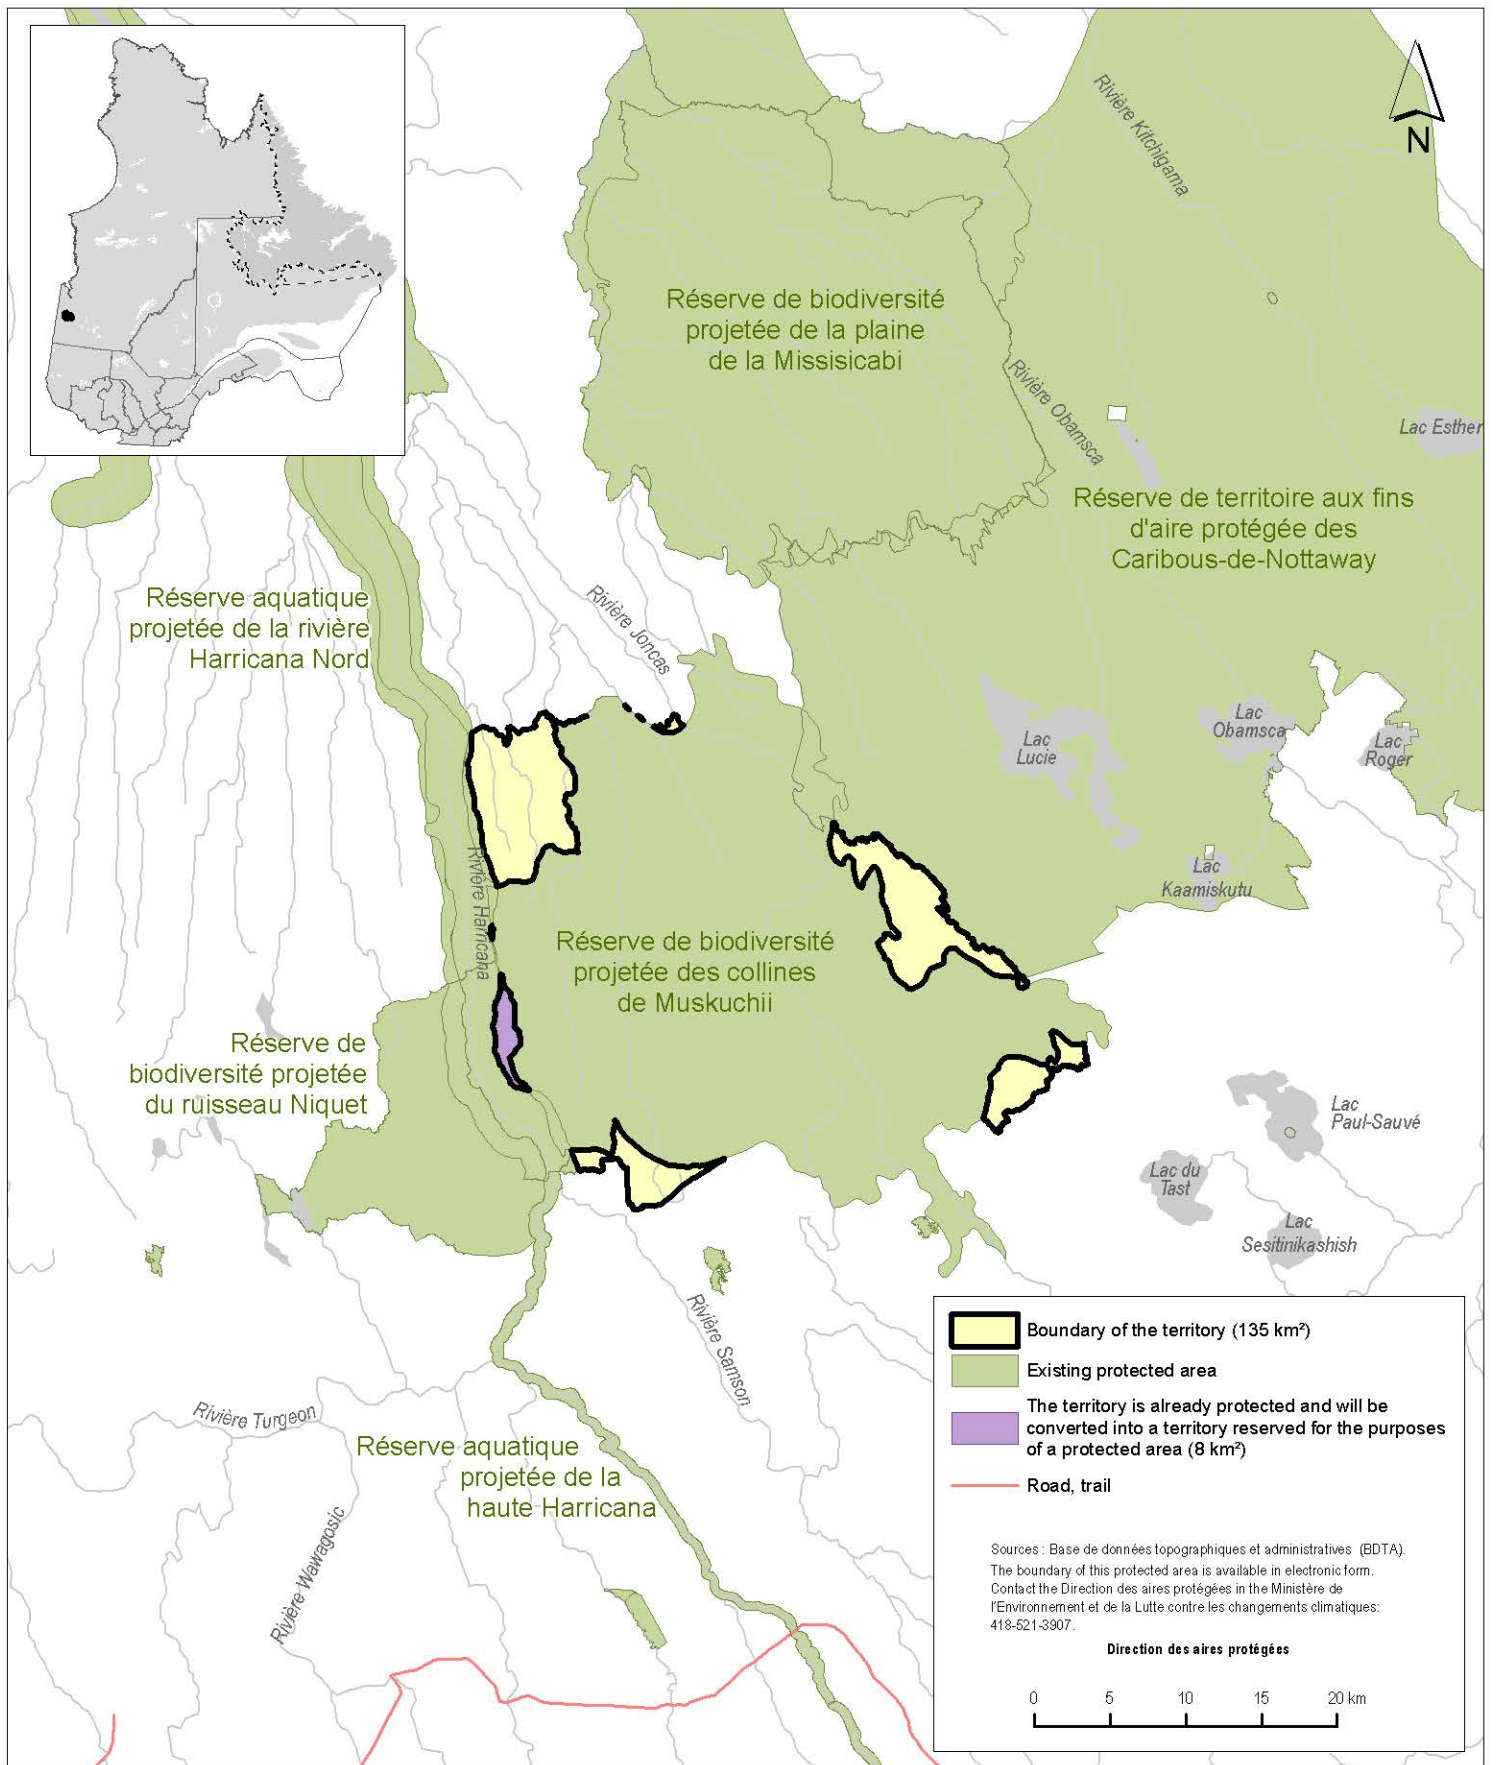 N
Rivière Kitchigama
Réserve de biodiversité
projetée de la plaine
de la Missisicabi
Rivière Obamsca
Lac Esther
Réserve de territoire aux fins
d'aire protégée des
Caribous-de-Nottaway
Réserve aquatique
projetée de la rivière
Harricana Nord
Rivière Joncas
Lac
Lucie
Lac
Obamsca
Lac
Roger
Lac
Kaamiskutu
Rivière Harricana
Réserve de biodiversité
projetée des collines
de Muskuchii
Réserve de
biodiversité projetée
du ruisseau Niquet
Lac
Paul-Sauvé
Lac du
Tast
Lac
Sesitinikashish
Rivière Samson
Rivière Turgeon
Réserve aquatique
projetée de la
haute Harricana
Rivière Wawagosic
Boundary of the territory (135 km²)
Existing protected area
The territory is already protected and will be
converted into a territory reserved for the purposes
of a protected area (8 km²)
Road, trail
Sources : Base de données topographiques et administratives (BDTA).
The boundary of this protected area is available in electronic form.
Contact the Direction des aires protégées in the Ministère de
l'Environnement et de la Lutte contre les changements climatiques:
418-521-3907.
Direction des aires protégées
0 5 10 15 20 km